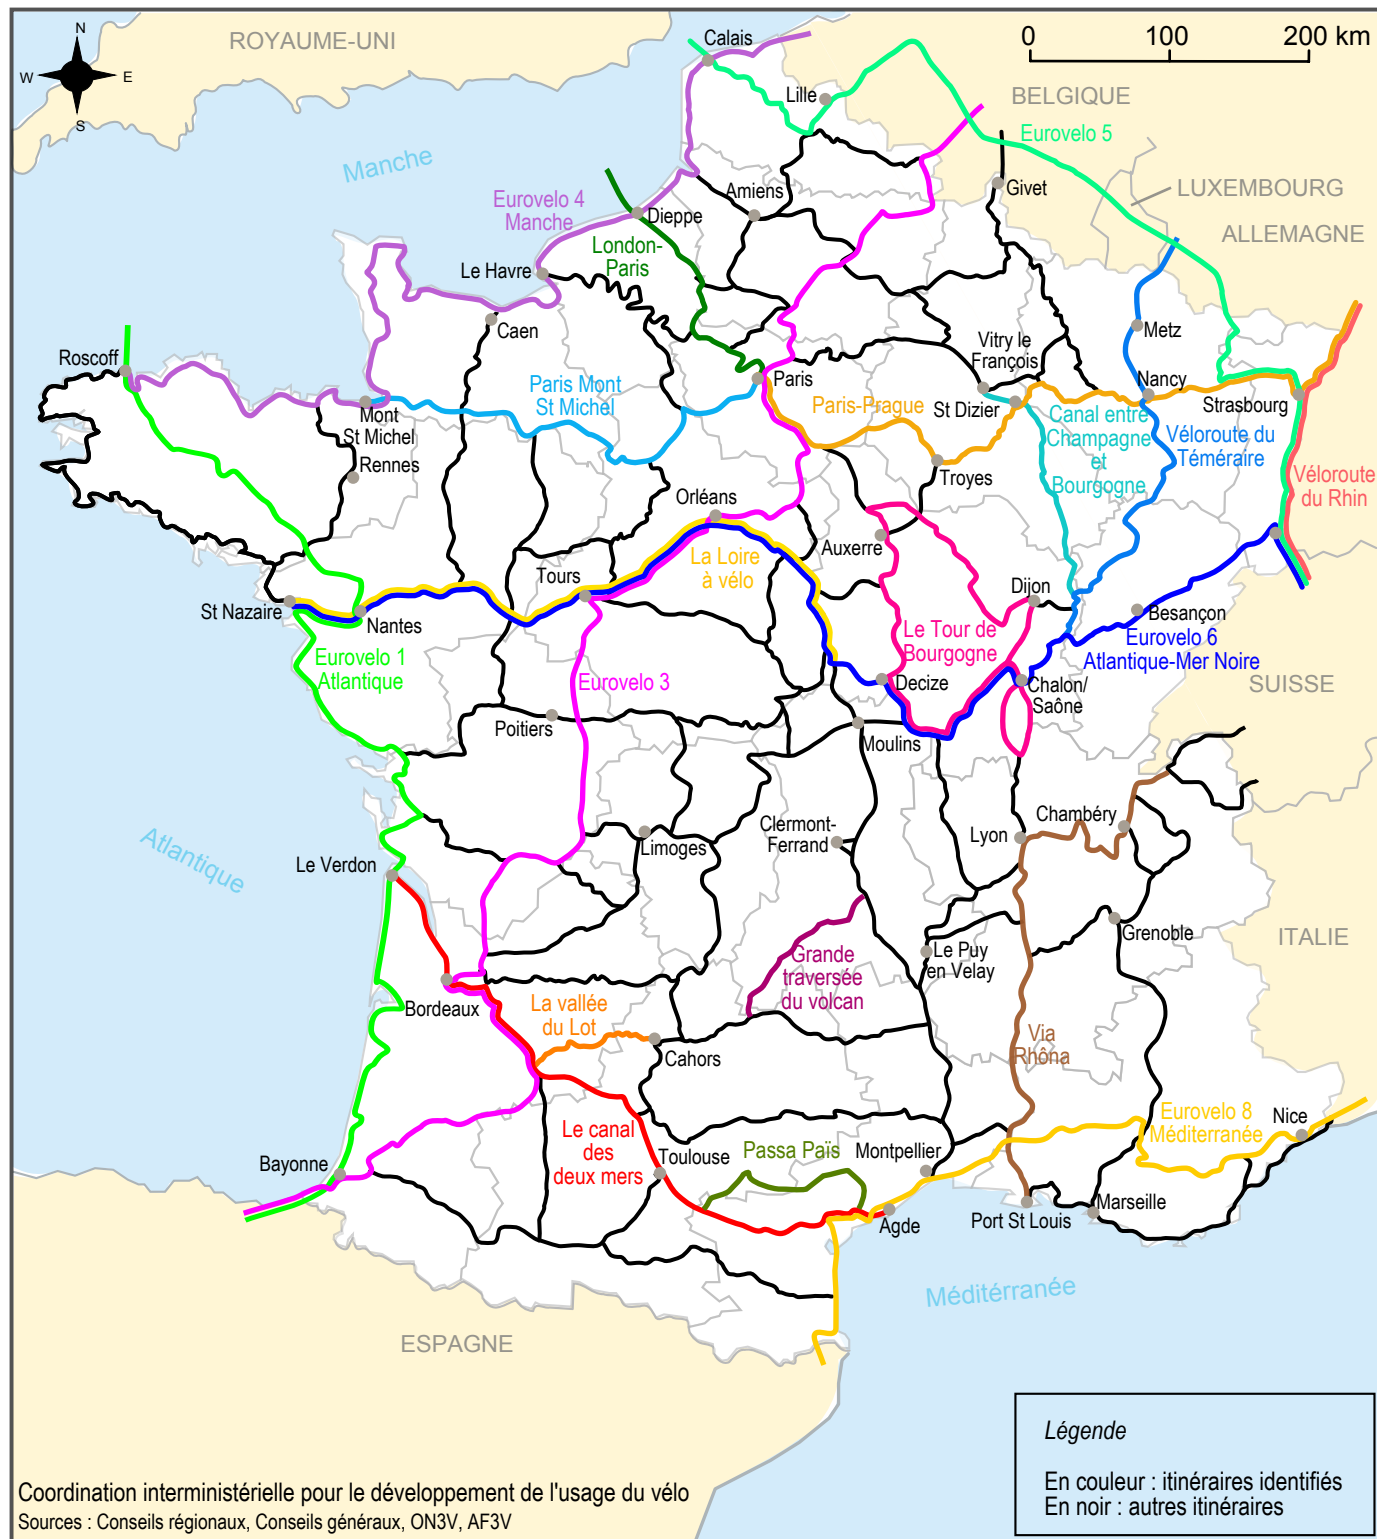 N
W
E
S
ROYAUME-UNI
Calais
0
100
200 km
Lille
BELGIQUE
Eurovelo 5
Manche
Eurovelo 4
Manche
Amiens
Givet
LUXEMBOURG
Dieppe
London-
Paris
ALLEMAGNE
Le Havre
Caen
Vitry le
François
Metz
Roscoff
Paris Mont
St Michel
Paris
Paris-Prague
St Dizier
Nancy
Strasbourg
Mont
St Michel
Canal entre
Champagne
et
Bourgogne
Véloroute du
Téméraire
Rennes
Troyes
Véloroute
du Rhin
Orléans
Auxerre
La Loire
à vélo
Tours
Dijon
St Nazaire
Nantes
Besançon
Le Tour de
Bourgogne
Eurovelo 6
Atlantique-Mer Noire
Eurovelo 1
Atlantique
Eurovelo 3
Decize
Chalon/
Saône
SUISSE
Poitiers
Moulins
Atlantique
Clermont-
Ferrand
Chambéry
Lyon
Limoges
Le Verdon
Grenoble
ITALIE
Grande
traversée
du volcan
Le Puy
en Velay
Bordeaux
La vallée
du Lot
Cahors
Via
Rhôna
Le canal
des
deux mers
Eurovelo 8
Méditerranée
Nice
Passa Païs
Montpellier
Bayonne
Toulouse
Agde
Port St Louis
Marseille
Méditérranée
ESPAGNE
Légende
En couleur : itinéraires identifiés
En noir : autres itinéraires
Coordination interministérielle pour le développement de l'usage du vélo
Sources : Conseils régionaux, Conseils généraux, ON3V, AF3V